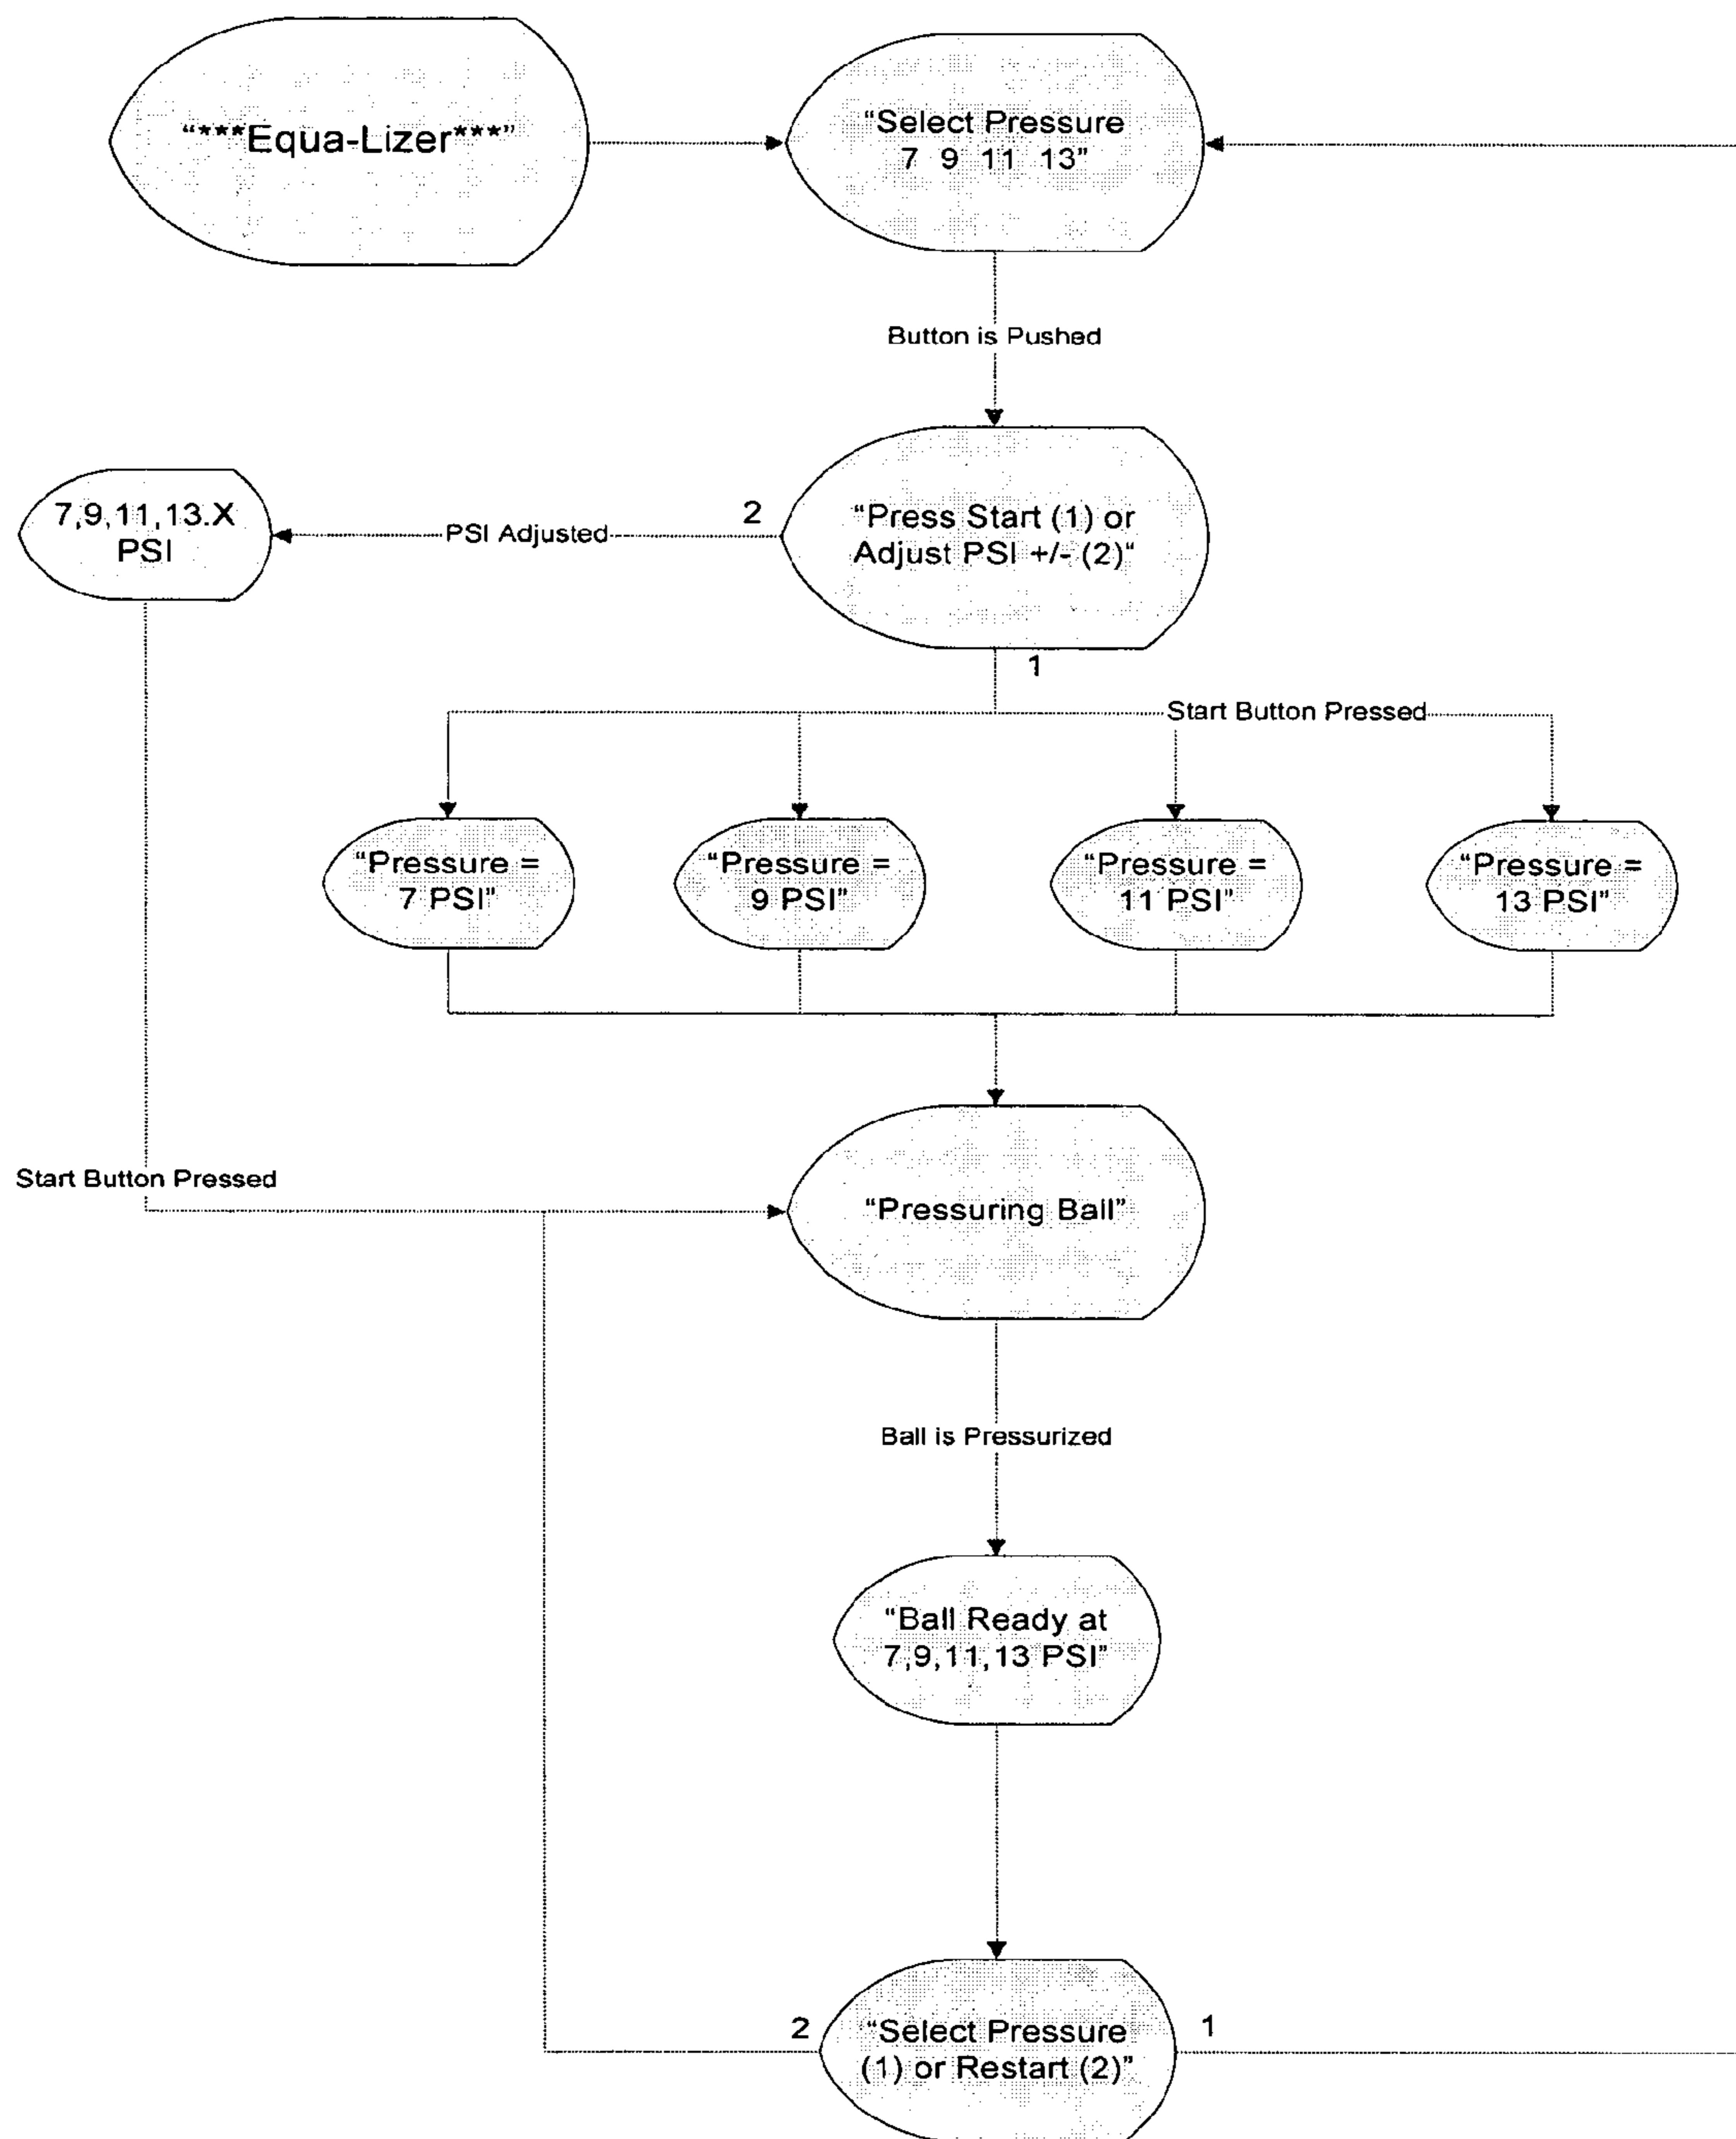 “***Equa-Lizer***”
“Select Pressure
7 9 11 13”
Button is Pushed
7,9,11,13.X
PSI
PSI Adjusted
2
“Press Start (1) or
Adjust PSI +/- (2)“
1
Start Button Pressed
“Pressure =
7 PSI”
“Pressure =
9 PSI”
“Pressure =
11 PSI”
“Pressure =
13 PSI”
Start Button Pressed
“Pressuring Ball”
Ball is Pressurized
“Ball Ready at
7,9,11,13 PSI”
2
“Select Pressure
(1) or Restart (2)”
1